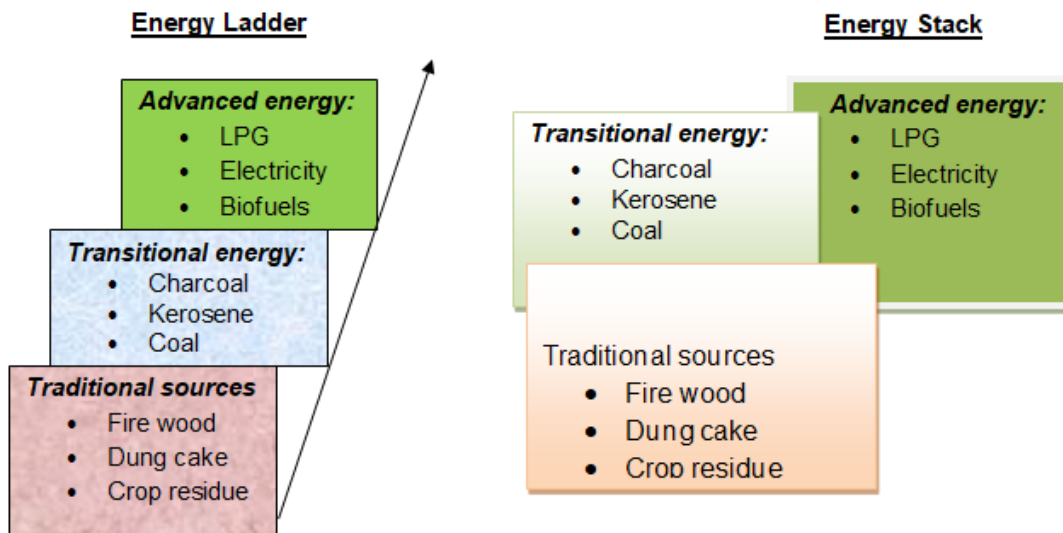 Energy Ladder
Advanced energy:
• LPG
• Electricity
• Biofuels
Transitional energy:
• Charcoal
• Kerosene
• Coal
Traditional sources
• Fire wood
• Dung cake
• Crop residue
Energy Stack
Transitional energy:
• Charcoal
• Kerosene
• Coal
Advanced energy:
• LPG
• Electricity
• Biofuels
Traditional sources
• Fire wood
• Dung cake
• Crop residue